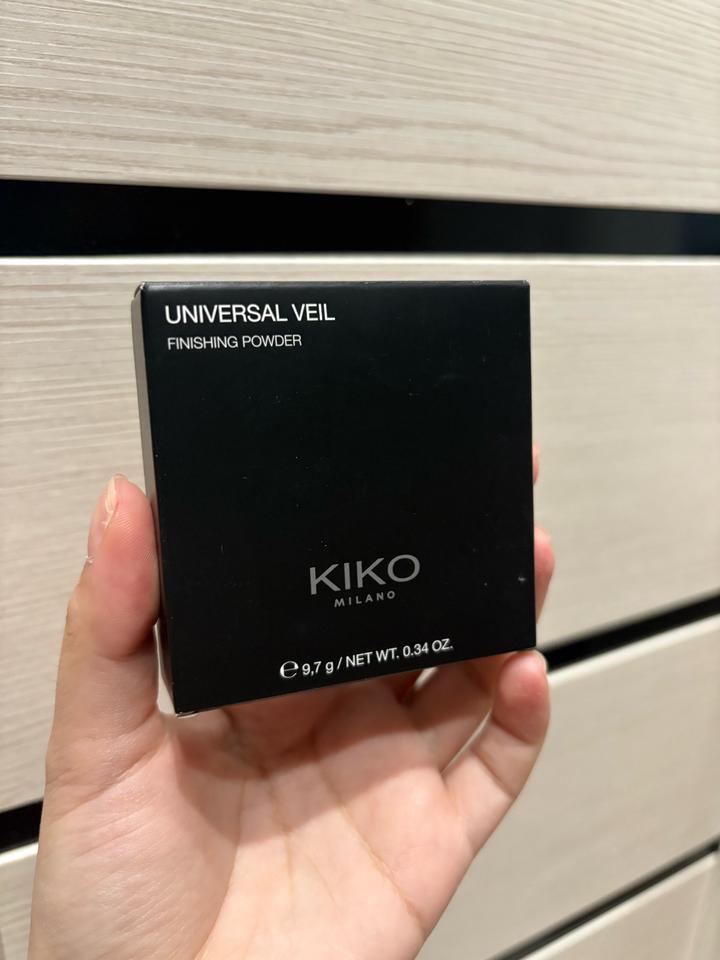 UNIVERSAL VEIL
FINISHING POWDER
KIKO
MILANO
℮ 9,7 g / NET WT. 0.34 OZ.